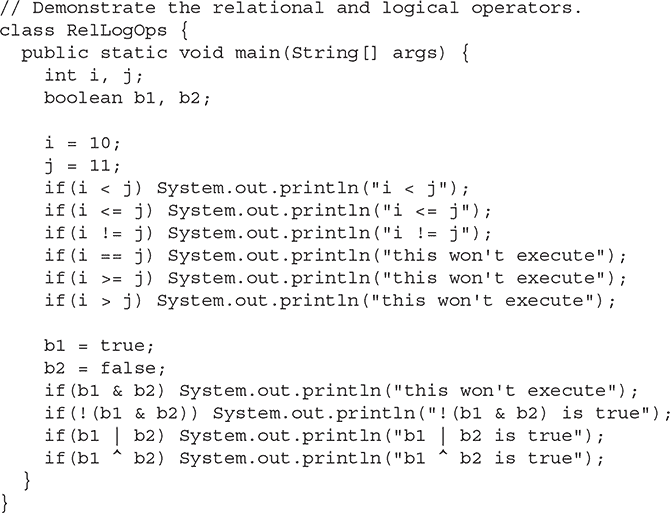 // Demonstrate the relational and logical operators.
class RelLogOps {
  public static void main(String[] args) {
    int i, j;
    boolean b1, b2;

    i = 10;
    j = 11;
    if(i < j) System.out.println("i < j");
    if(i <= j) System.out.println("i <= j");
    if(i != j) System.out.println("i != j");
    if(i == j) System.out.println("this won't execute");
    if(i >= j) System.out.println("this won't execute");
    if(i > j) System.out.println("this won't execute");

    b1 = true;
    b2 = false;
    if(b1 & b2) System.out.println("this won't execute");
    if(!(b1 & b2)) System.out.println("!(b1 & b2) is true");
    if(b1 | b2) System.out.println("b1 | b2 is true");
    if(b1 ^ b2) System.out.println("b1 ^ b2 is true");
  }
}